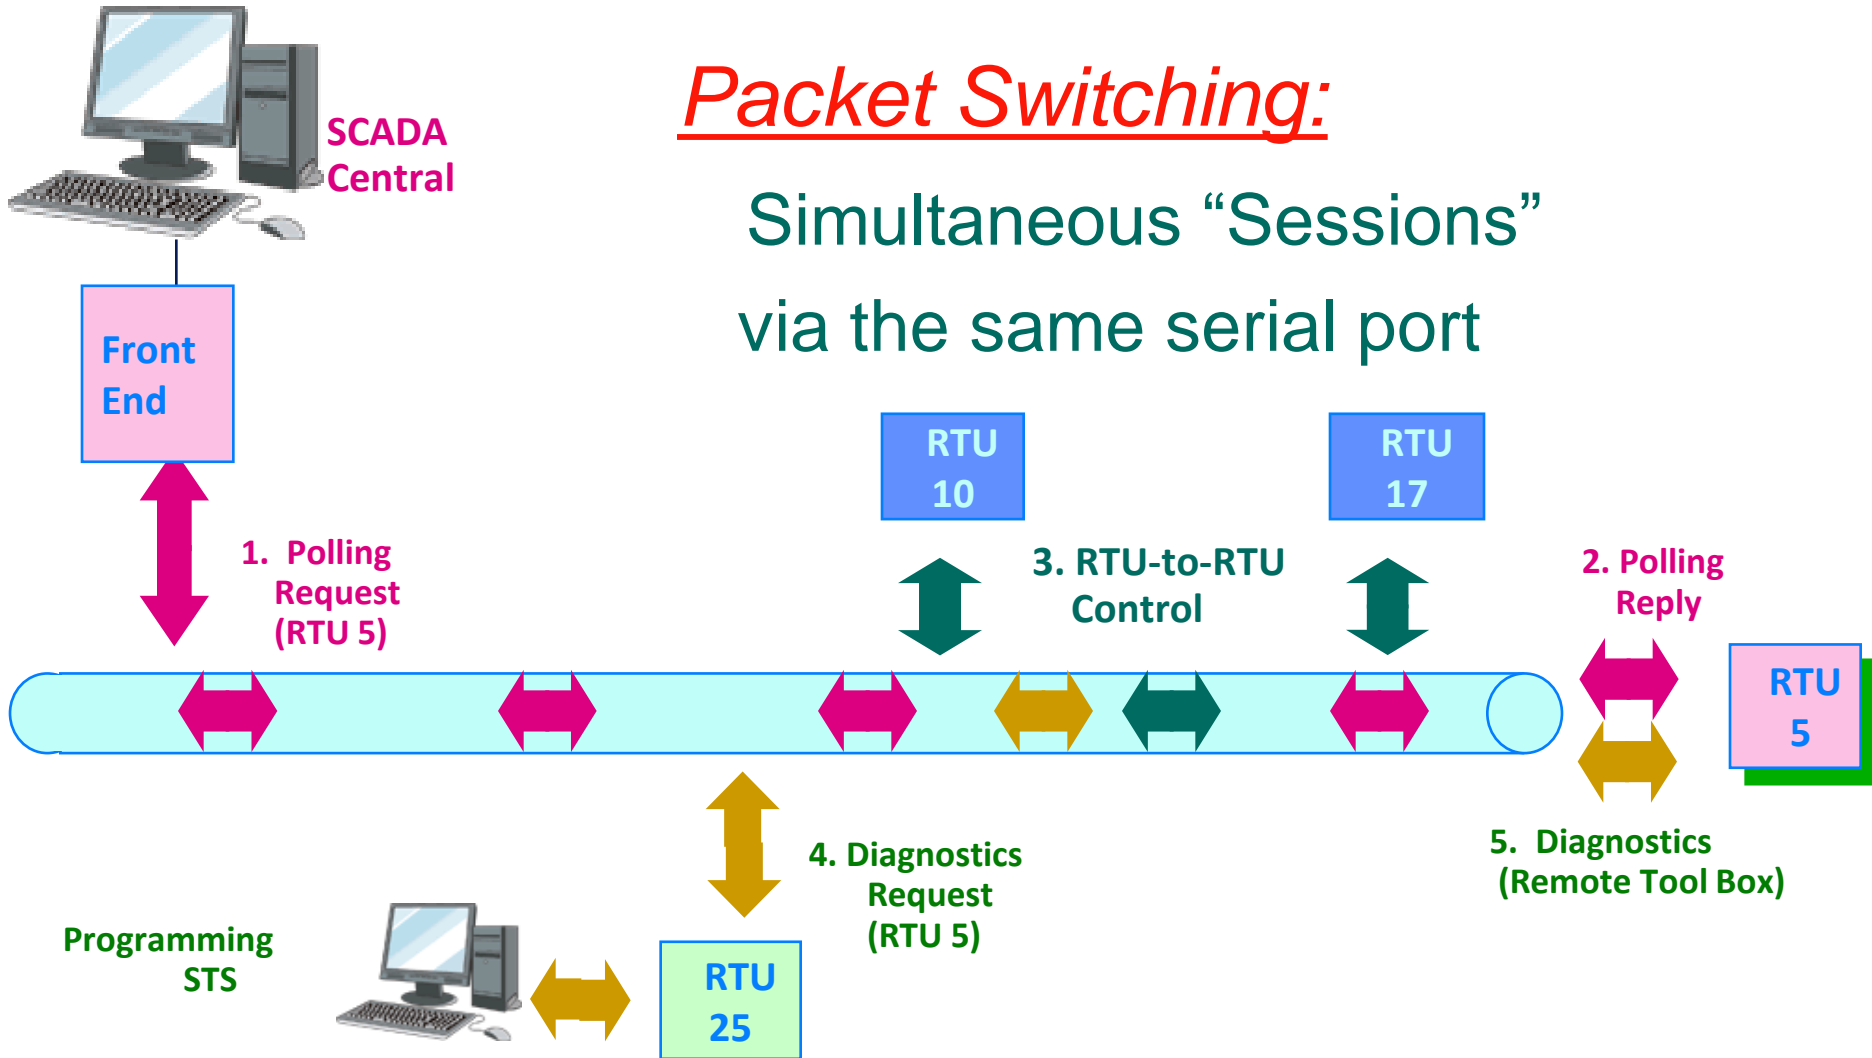 Packet Switching:
Simultaneous “Sessions”
via the same serial port
SCADA
Central
Front
End
RTU
10
RTU
17
1. Polling
Request
(RTU 5)
3. RTU-to-RTU
Control
2. Polling
Reply
RTU
5
4. Diagnostics
Request
(RTU 5)
5. Diagnostics
(Remote Tool Box)
Programming
STS
RTU
25